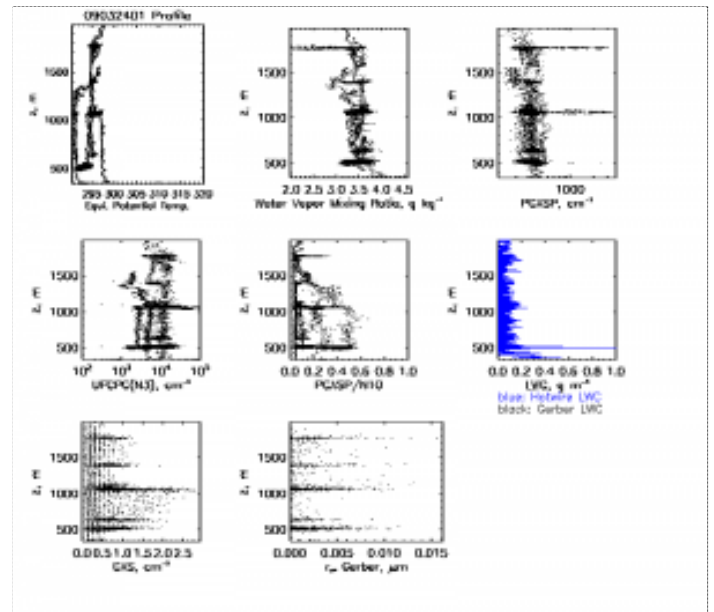 09032401 Profile
z, m
1500
1000
500
295 300 305 310 315 320
Equi. Potential Temp.
z, m
1500
1000
500
2.0 2.5 3.0 3.5 4.0 4.5
Water Vapor Mixing Ratio, g kg⁻¹
z, m
1500
1000
500
1000
PCASP, cm⁻³
z, m
1500
1000
500
10² 10³ 10⁴ 10⁵
UFCPC(N3), cm⁻³
z, m
1500
1000
500
0.0 0.2 0.4 0.6 0.8 1.0
PCASP/N10
z, m
1500
1000
500
0.0 0.2 0.4 0.6 0.8 1.0
LWC, g m⁻³
blue: Hotwire LWC
black: Gerber LWC
z, m
1500
1000
500
0.0 0.5 1.0 1.5 2.0 2.5
z, m
1500
1000
500
0.000 0.005 0.010 0.015
Gerber, μm